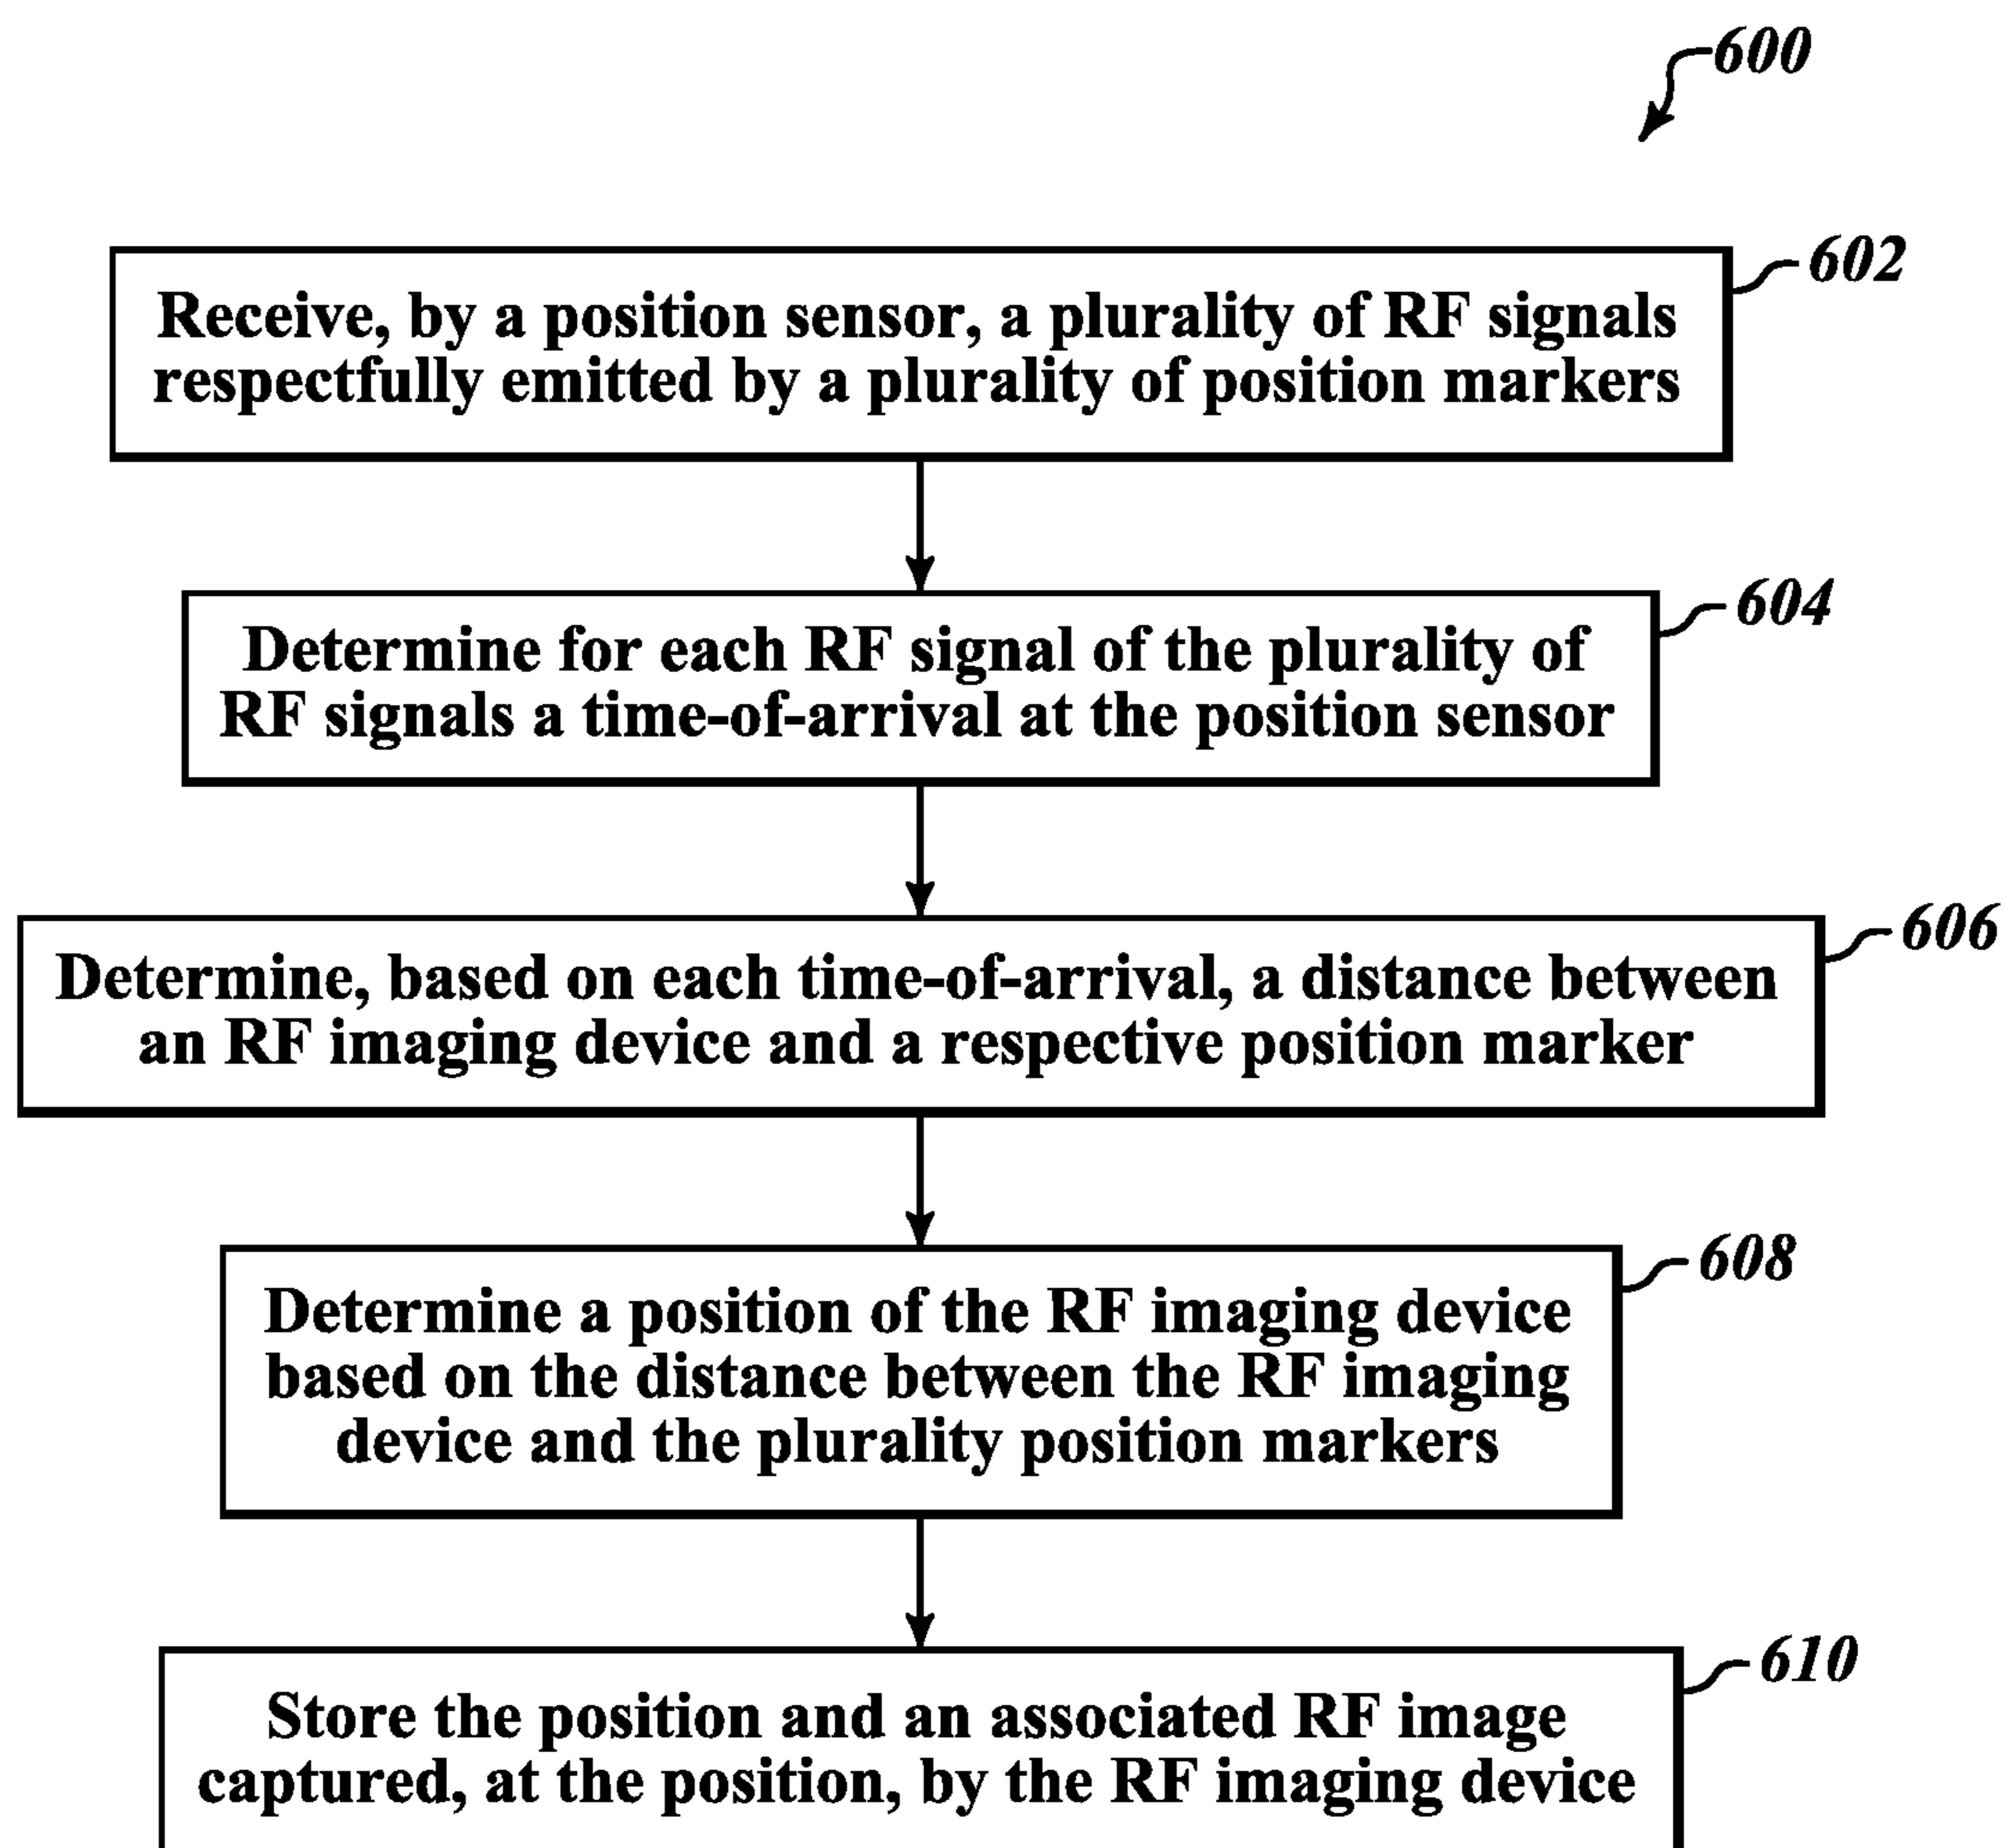 600
602
Receive, by a position sensor, a plurality of RF signals
respectfully emitted by a plurality of position markers
604
Determine for each RF signal of the plurality of
RF signals a time-of-arrival at the position sensor
606
Determine, based on each time-of-arrival, a distance between
an RF imaging device and a respective position marker
608
Determine a position of the RF imaging device
based on the distance between the RF imaging
device and the plurality position markers
610
Store the position and an associated RF image
captured, at the position, by the RF imaging device